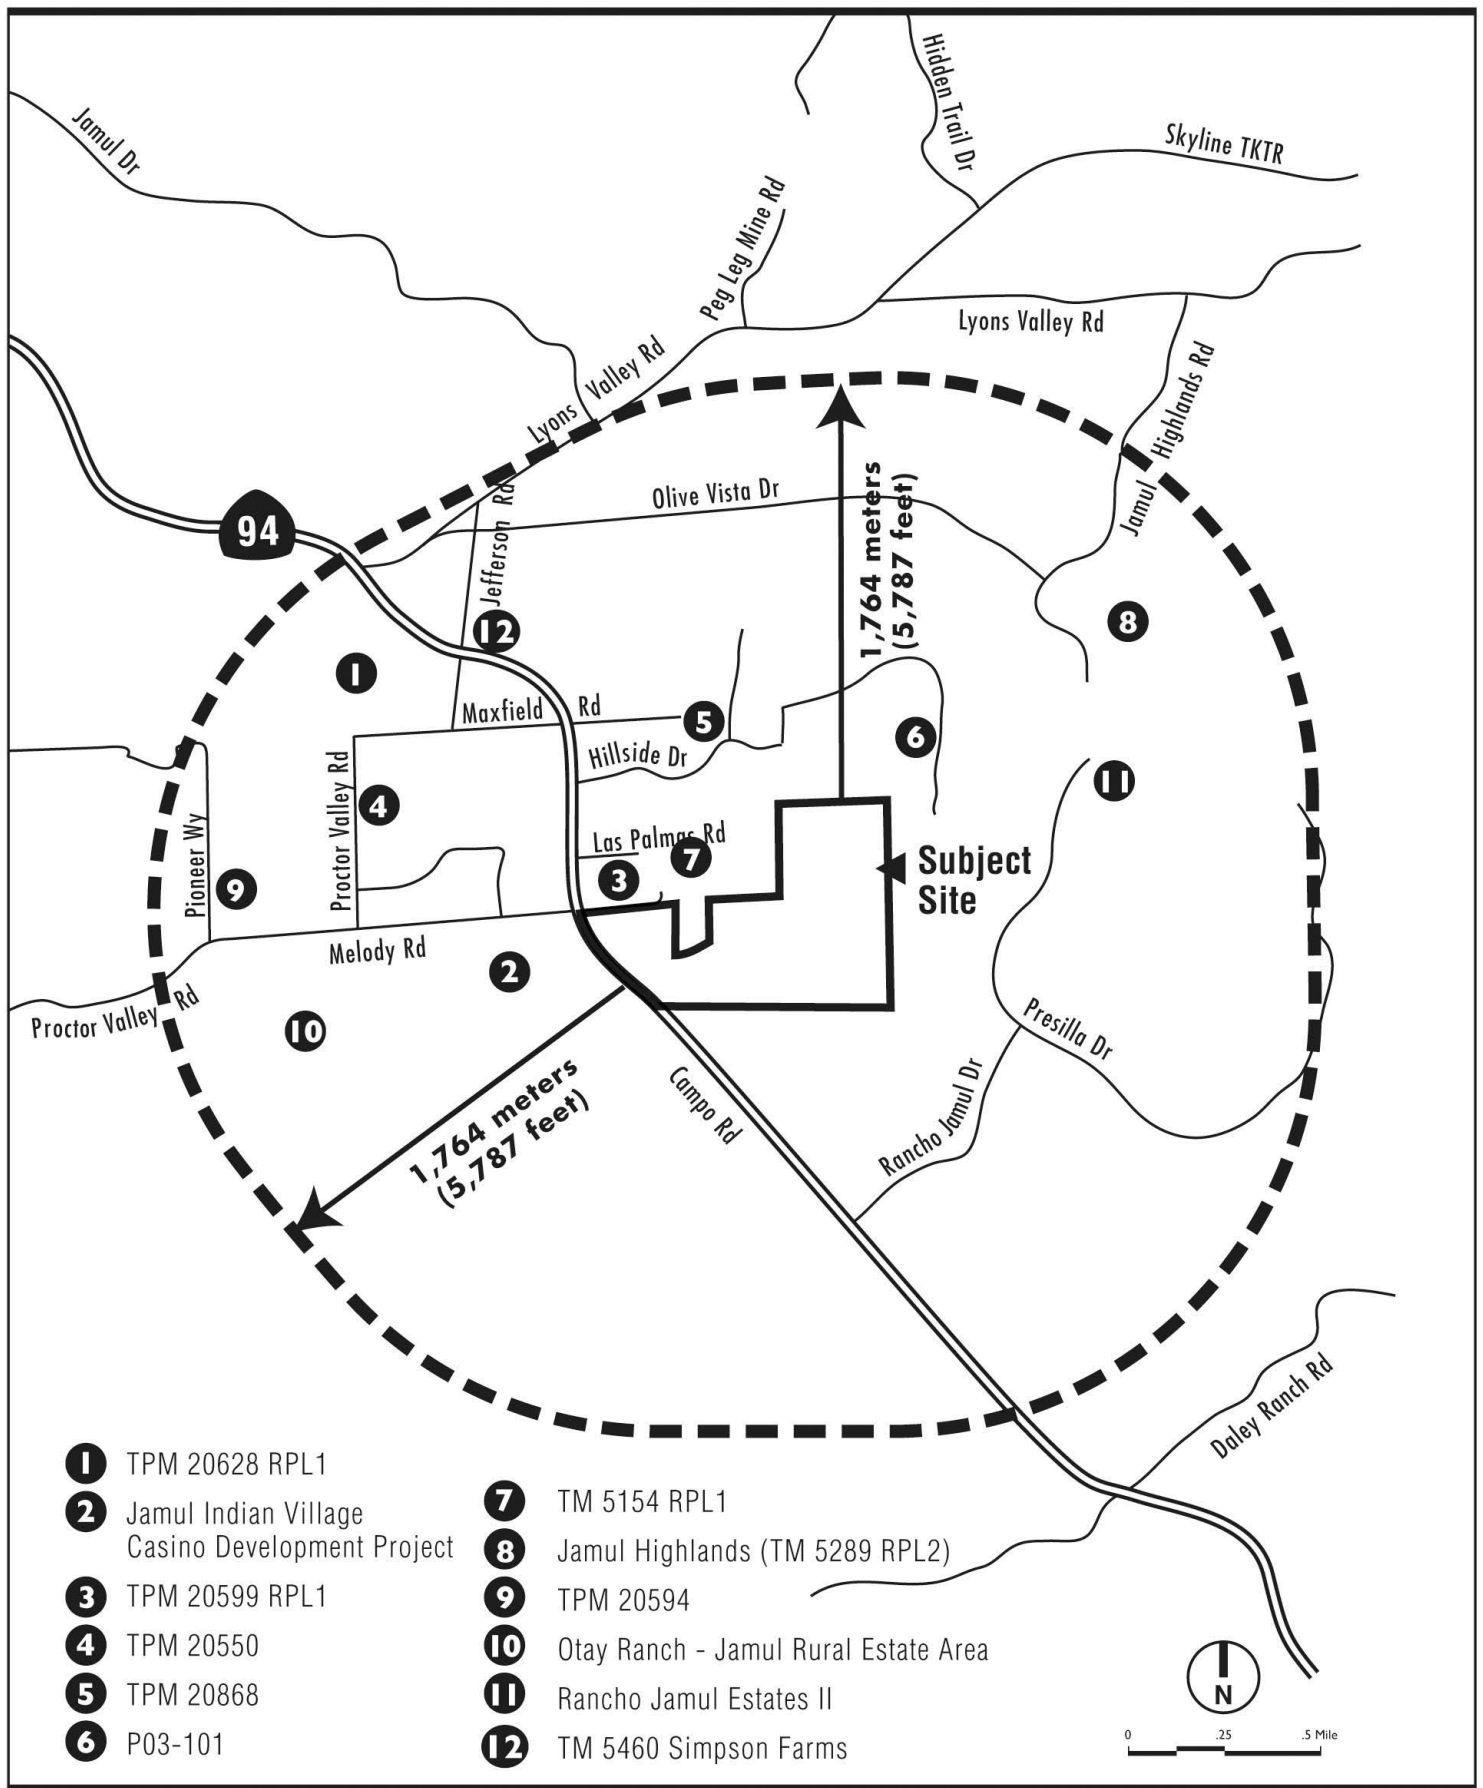 Hidden Trail Dr
Jamul Dr
Skyline TKTR
Peg Leg Mine Rd
Lyons Valley Rd
Lyons Valley Rd
Jamul Highlands Rd
94
Olive Vista Dr
Jefferson Rd
1,764 meters
(5,787 feet)
12
8
1
Maxfield Rd
5
6
Hillside Dr
11
Proctor Valley Rd
4
Pioneer Wy
Las Palmas Rd
7
3
9
Subject
Site
Melody Rd
2
Proctor Valley Rd
10
Presilla Dr
Rancho Jamul Dr
Campo Rd
1,764 meters
(5,787 feet)
Daley Ranch Rd
1 TPM 20628 RPL1
2 Jamul Indian Village
Casino Development Project
3 TPM 20599 RPL1
4 TPM 20550
5 TPM 20868
6 P03-101
7 TM 5154 RPL1
8 Jamul Highlands (TM 5289 RPL2)
9 TPM 20594
10 Otay Ranch - Jamul Rural Estate Area
11 Rancho Jamul Estates II
12 TM 5460 Simpson Farms
N
0 .25 .5 Mile